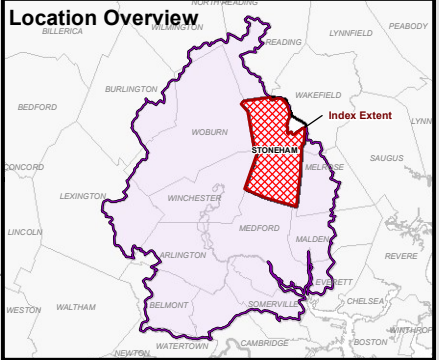 Location Overview
NORTH READING
BILLERICA
WILMINGTON
READING
LYNNFIELD
PEABODY
BURLINGTON
WAKEFIELD
BEDFORD
Index Extent
LYNN
WOBURN
STONEHAM
SAUGUS
CONCORD
MELROSE
LEXINGTON
WINCHESTER
LINCOLN
MEDFORD
MALDEN
ARLINGTON
REVERE
EVERETT
CHELSEA
WESTON
WALTHAM
BELMONT
SOMERVILLE
WINTHROP
WATERTOWN
CAMBRIDGE
BOSTON
NEWTON